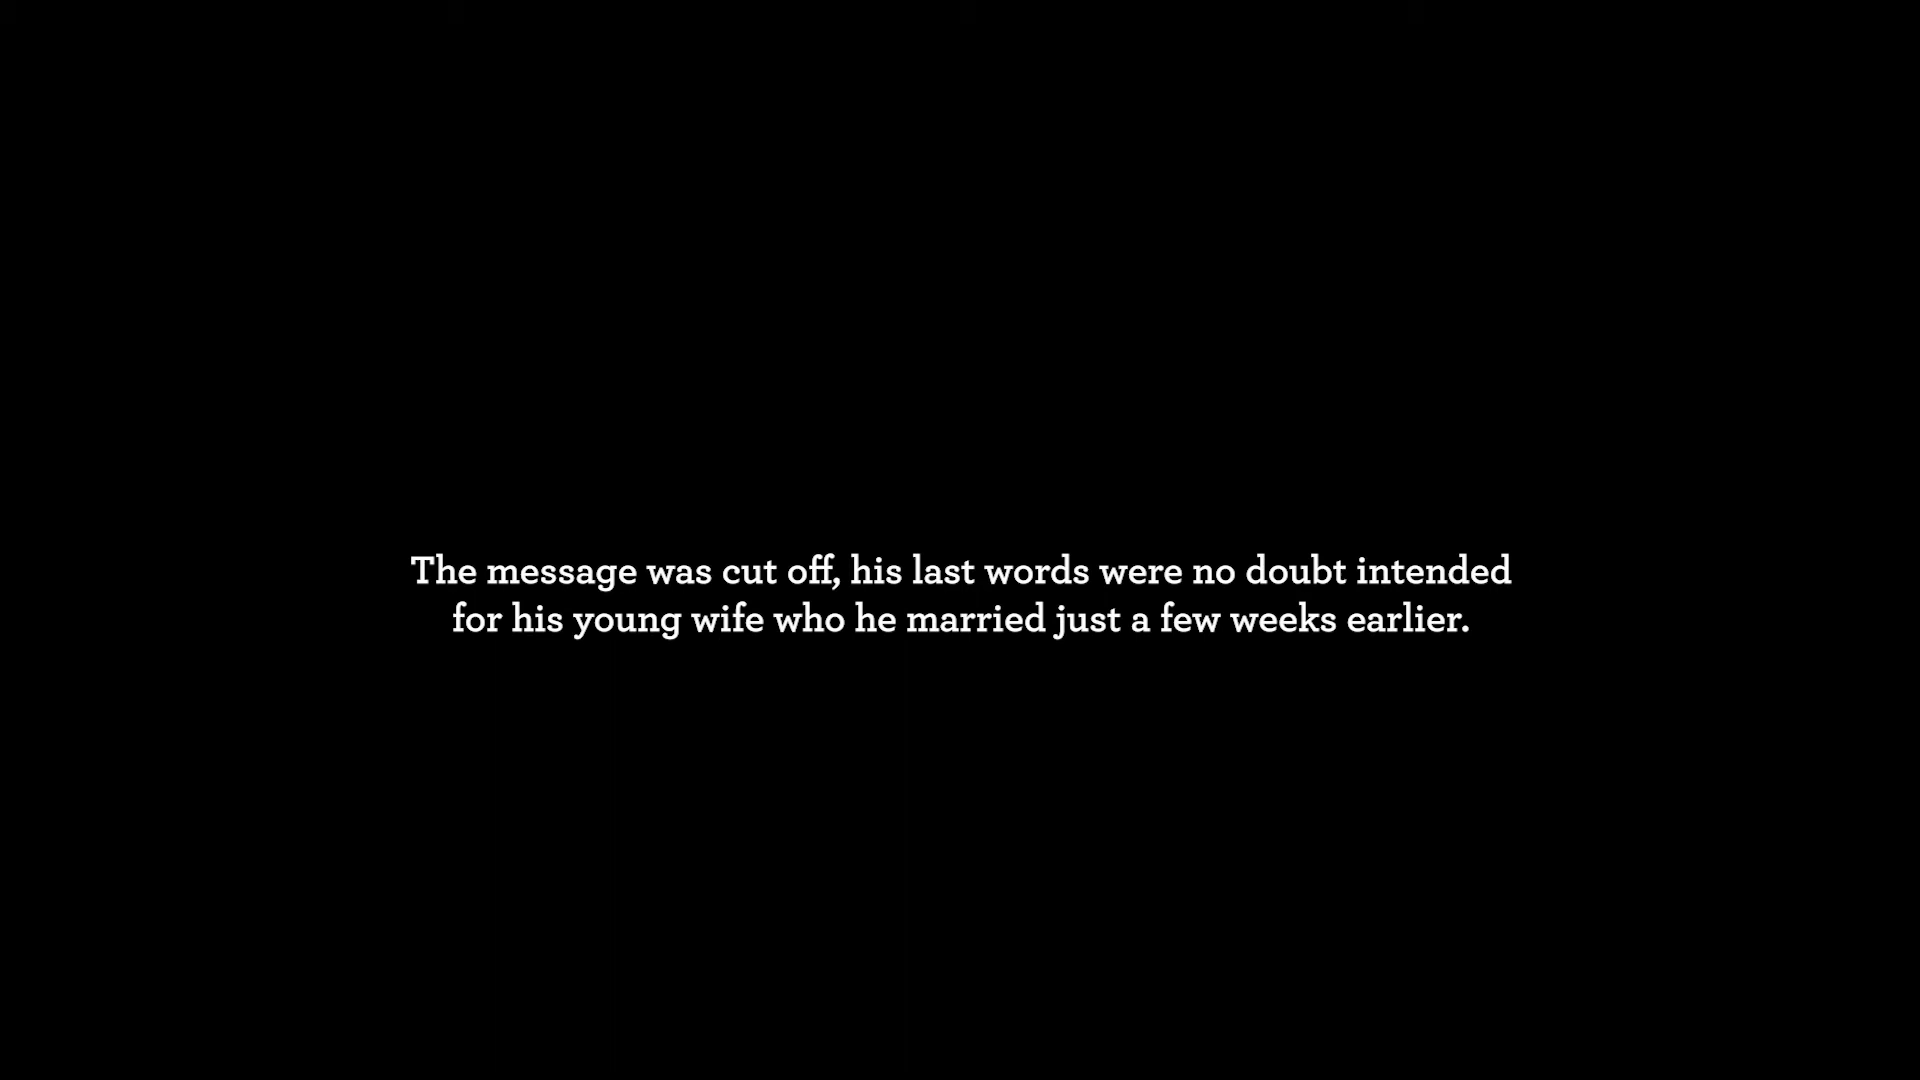 The message was cut off, his last words were no doubt intended
for his young wife who he married just a few weeks earlier.